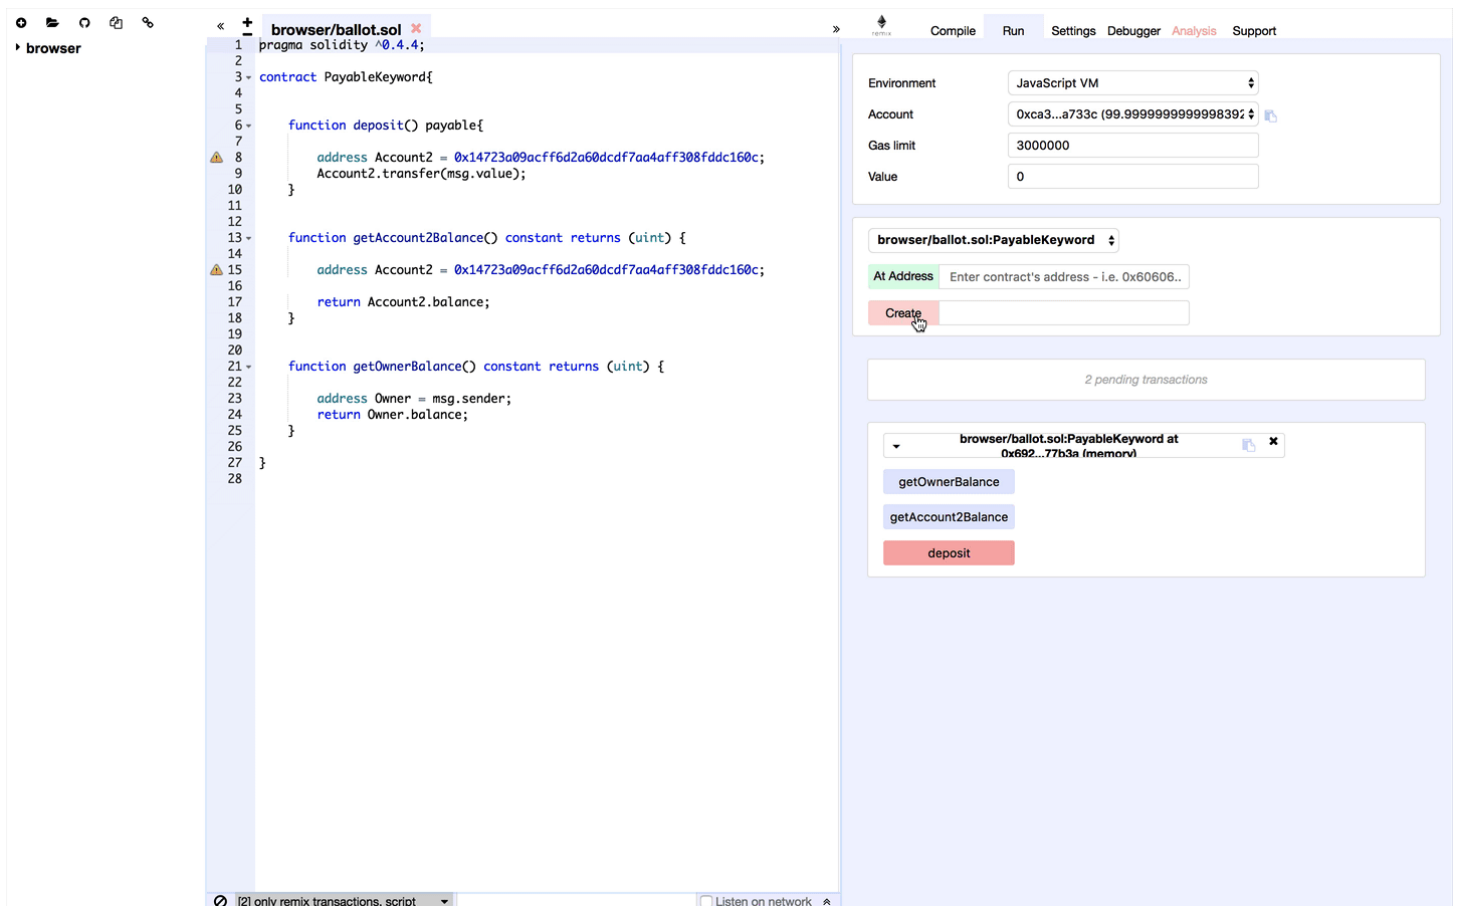 browser
browser/ballot.sol
1 pragma solidity ^0.4.4;
2
3 contract PayableKeyword{
4
5
6 function deposit() payable{
7
8 address Account2 = 0x14723a09acff6d2a60dcdf7aa4aff308fddc160c;
9 Account2.transfer(msg.value);
10 }
11
12
13 function getAccount2Balance() constant returns (uint) {
14
15 address Account2 = 0x14723a09acff6d2a60dcdf7aa4aff308fddc160c;
16
17 return Account2.balance;
18 }
19
20
21 function getOwnerBalance() constant returns (uint) {
22
23 address Owner = msg.sender;
24 return Owner.balance;
25 }
26
27 }
28
[2] only remix transactions, script
Listen on network
remix
Compile Run Settings Debugger Analysis Support
Environment JavaScript VM
Account 0xca3...a733c (99.9999999999998392
Gas limit 3000000
Value 0
browser/ballot.sol:PayableKeyword
At Address Enter contract's address - i.e. 0x60606..
Create
2 pending transactions
browser/ballot.sol:PayableKeyword at
0x692...77b3a (memory)
getOwnerBalance
getAccount2Balance
deposit